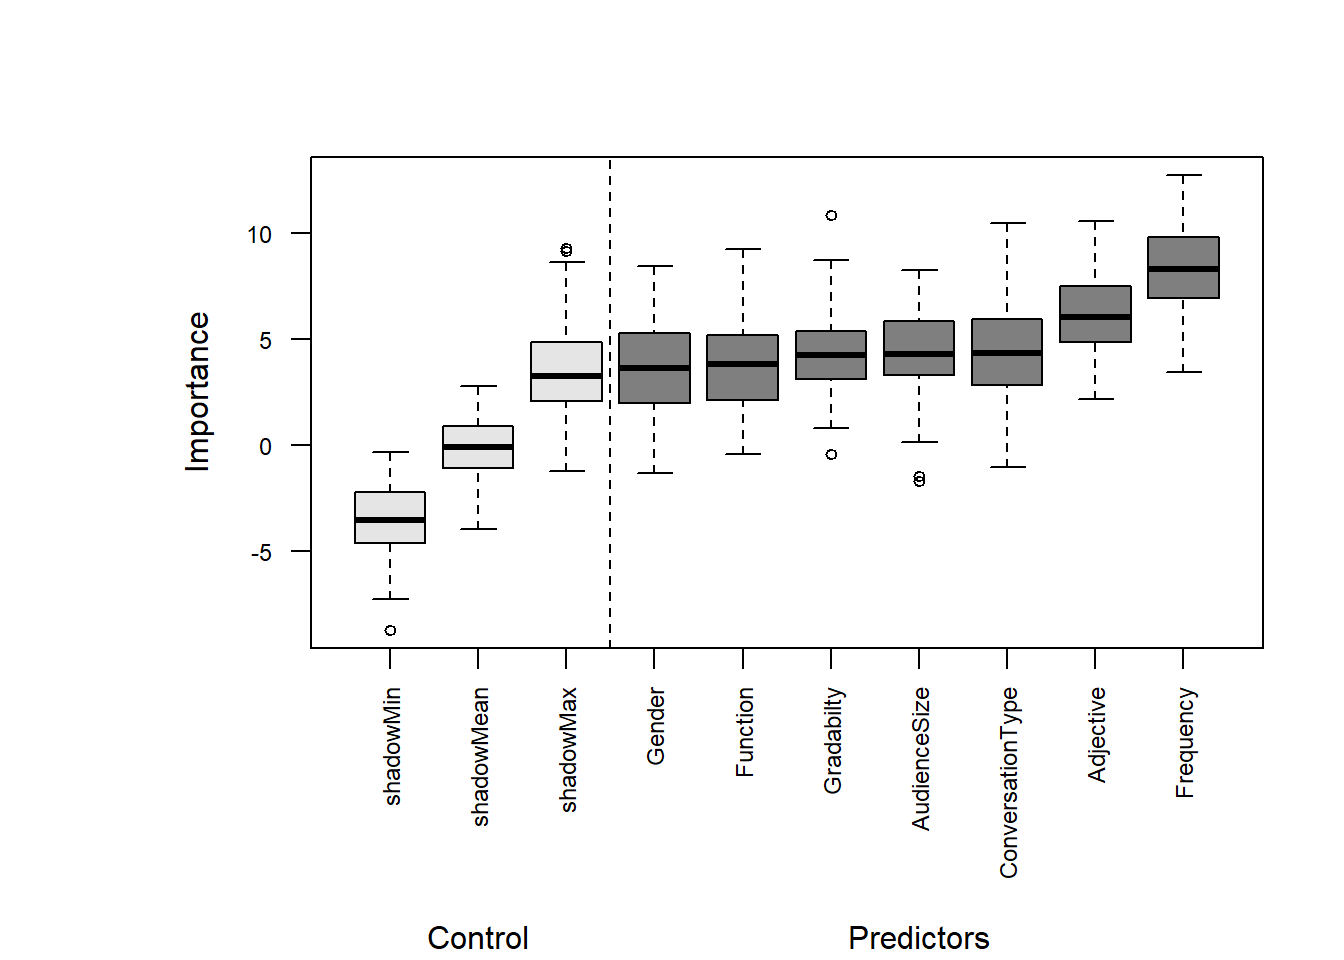 Importance
10
5
0
-5
shadowMin
shadowMean
shadowMax
Gender
Function
Gradabilty
AudienceSize
ConversationType
Adjective
Frequency
Control
Predictors